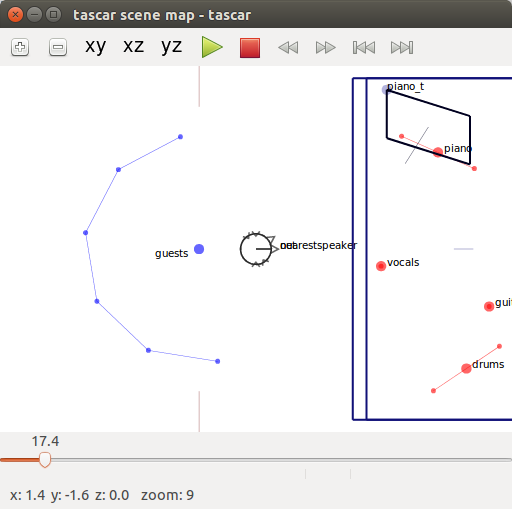 tascar scene map - tascar
xy xz yz
piano_t
piano
guests
nearestspeaker
vocals
gui
drums
17.4
x: 1.4 y: -1.6 z: 0.0 zoom: 9